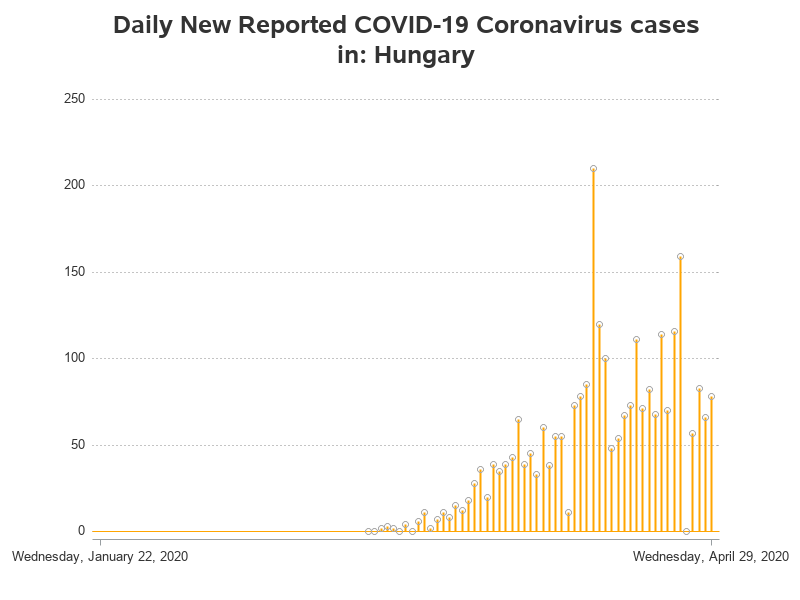 Daily New Reported COVID-19 Coronavirus cases
in: Hungary
250
200
150
100
50
0
Wednesday, January 22, 2020 Wednesday, April 29, 2020